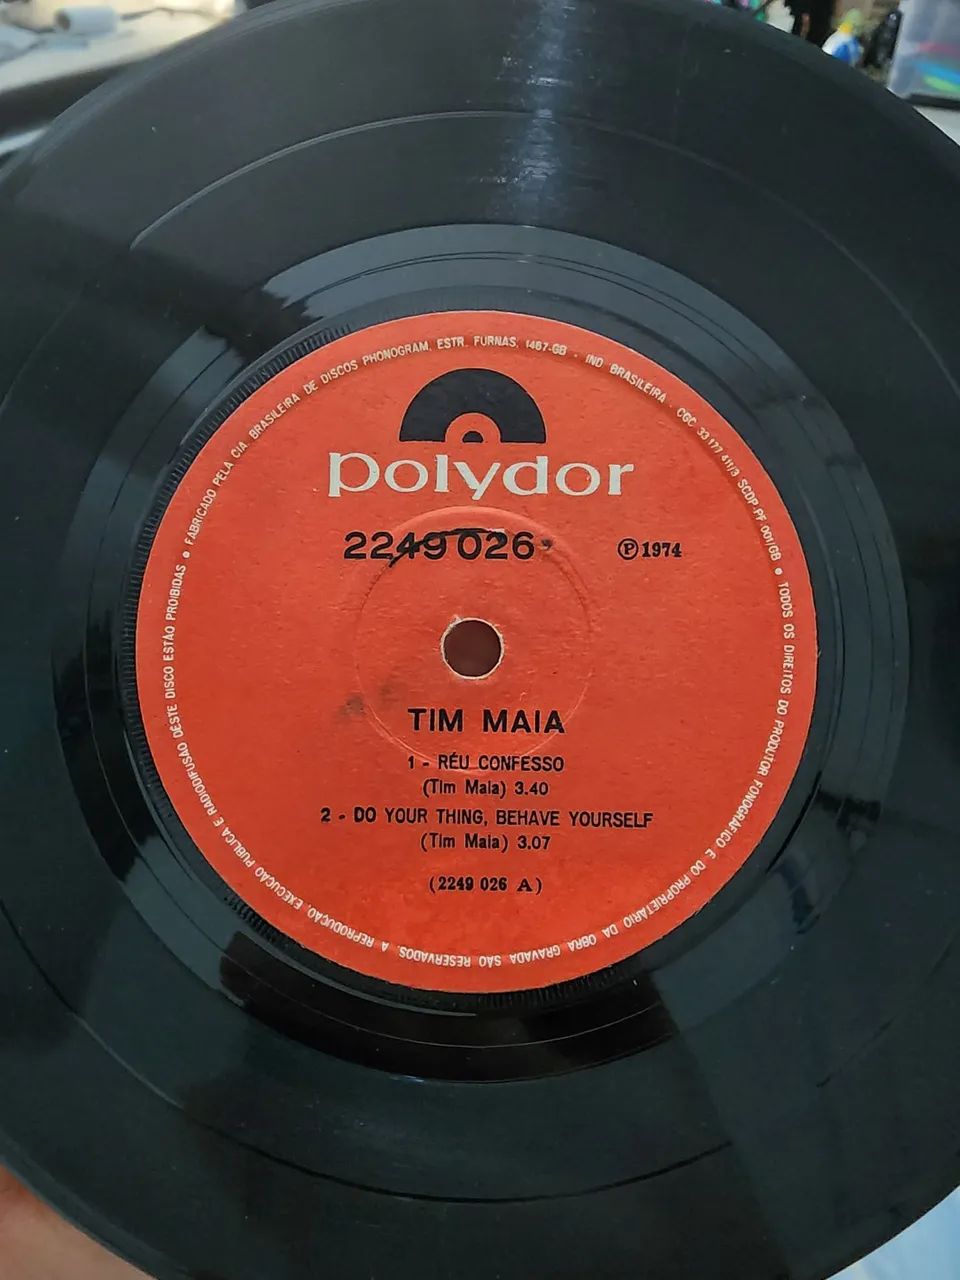 FABRICADO PELA CIA. BRASILEIRA DE DISCOS PHONOGRAM, ESTR. FURNAS, 1467-GB - IND BRASILEIRA - CGC 33 177 411/3 SCDP-PF 001/GB ● TODOS OS DIREITOS DO PRODUTOR FONOGRÁFICO E DO PROPRIETÁRIO DA OBRA GRAVADA SÃO RESERVADOS. A REPRODUÇÃO, EXECUÇÃO PUBLICA E RADIODIFUSÃO DÊSTE DISCO ESTÃO PROIBIDAS ●
polydor
2249 026
Ⓟ 1974
TIM MAIA
1 - RÉU CONFESSO
(Tim Maia) 3.40
2 - DO YOUR THING, BEHAVE YOURSELF
(Tim Maia) 3.07
(2249 026 A)